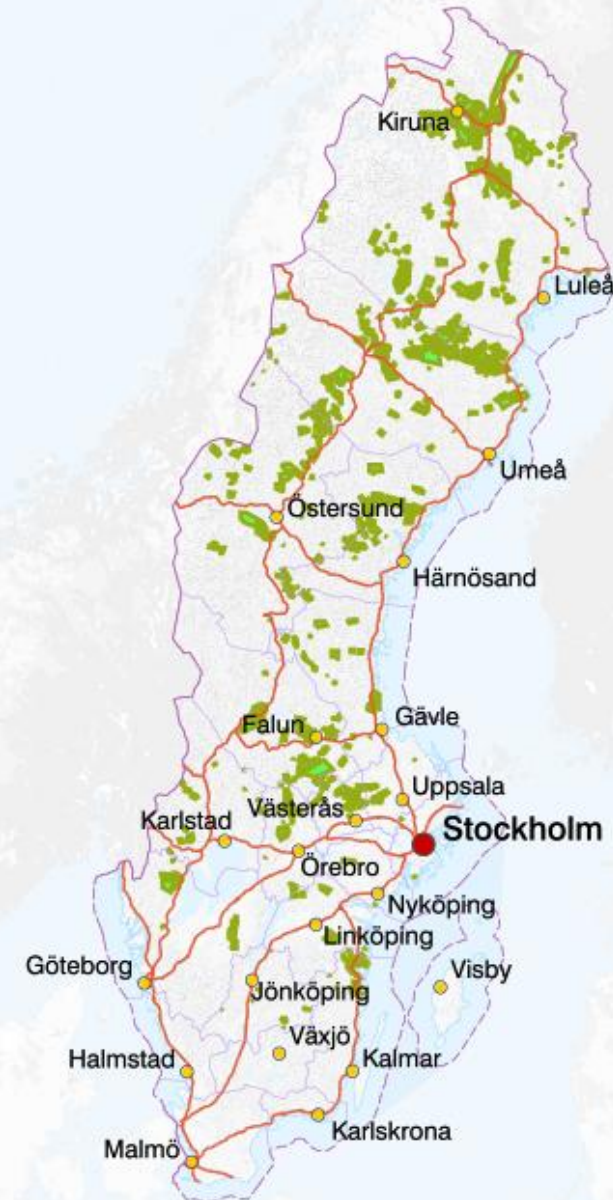 Kiruna
Luleå
Umeå
Östersund
Härnösand
Falun
Gävle
Uppsala
Västerås
Karlstad
Stockholm
Örebro
Nyköping
Linköping
Göteborg
Visby
Jönköping
Växjö
Halmstad
Kalmar
Karlskrona
Malmö